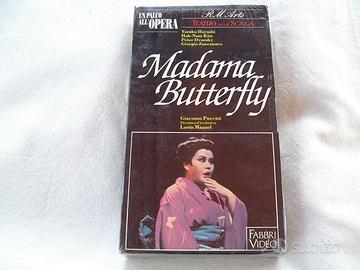 UN PALCO
ALL'OPERA
RM Arts
TEATRO ALLA SCALA
Yasuko Hayashi
Hak-Nam Kim
Peter Dvorsky
Giorgio Zancanaro
Madama
Butterfly
Giacomo Puccini
Direttore d'orchestra
Lorin Maazel
FABBRI
VIDEO
subito